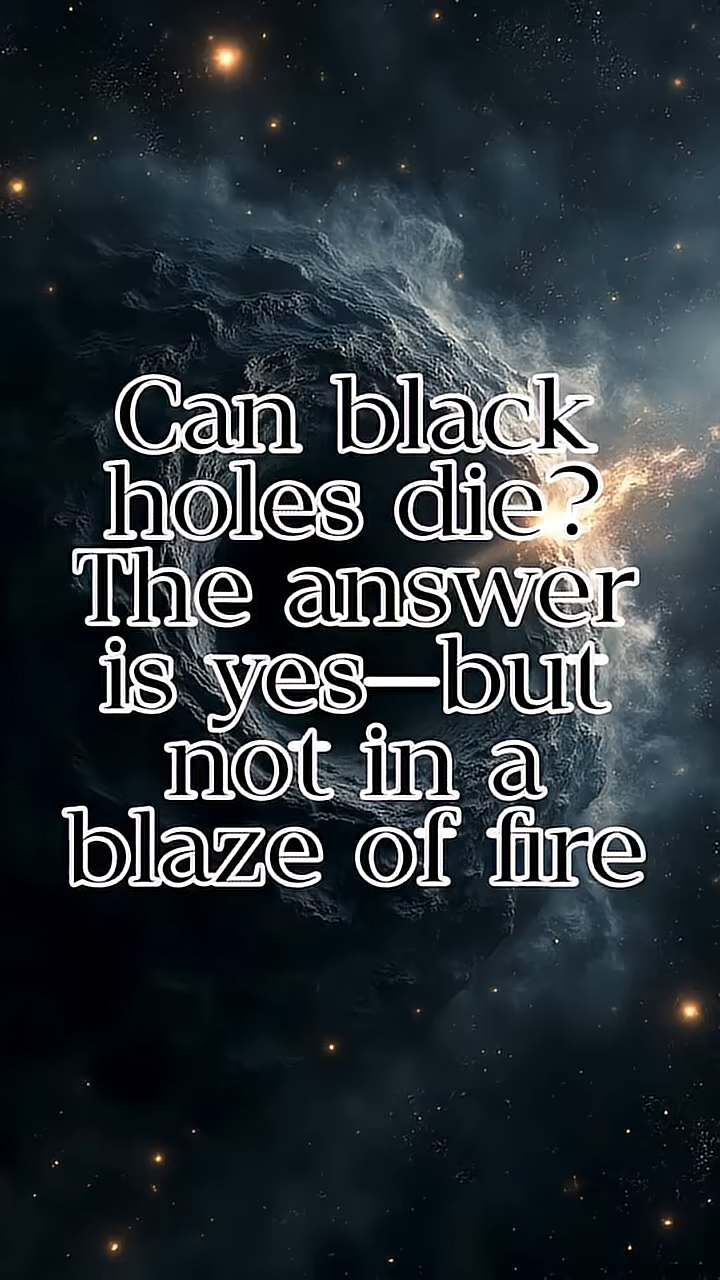 Can black
holes die?
The answer
is yes—but
not in a
blaze of fire